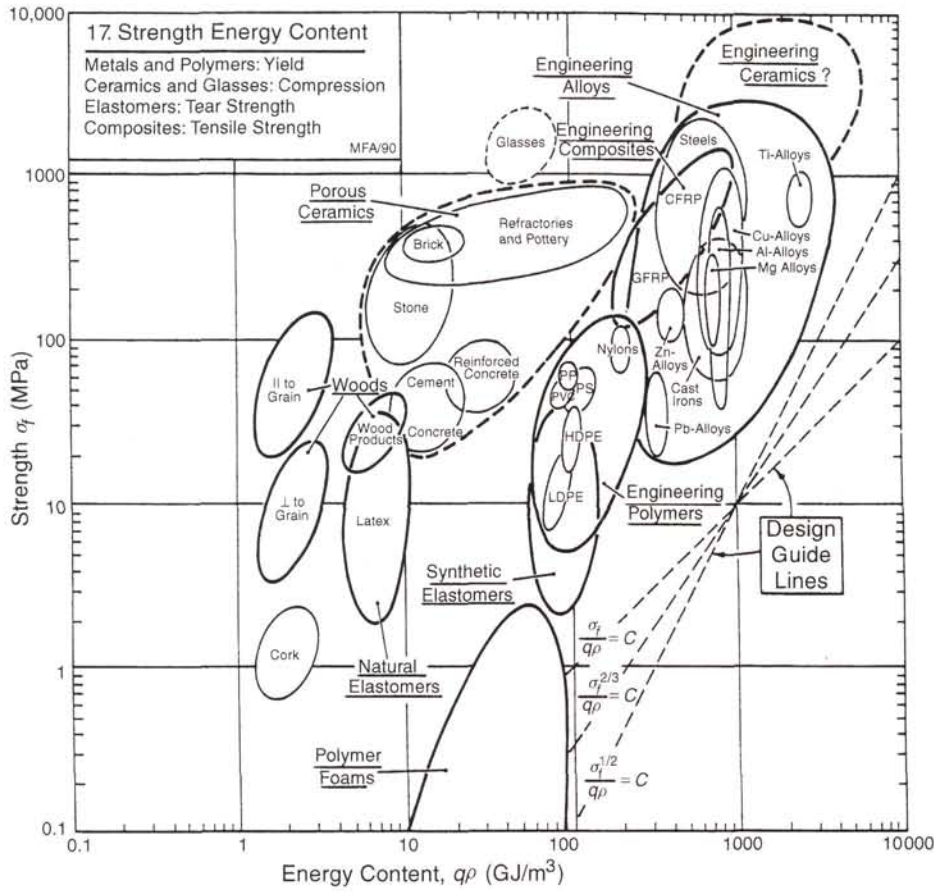 17. Strength Energy Content
Metals and Polymers: Yield
Ceramics and Glasses: Compression
Elastomers: Tear Strength
Composites: Tensile Strength
MFA/90
10,000
1000
100
10
1
0.1
Strength σf (MPa)
Engineering
Ceramics ?
Engineering
Alloys
Engineering
Composites
Glasses
Steels
Ti-Alloys
Porous
Ceramics
Refractories
and Pottery
CFRP
Brick
Cu-Alloys
Al-Alloys
Mg Alloys
GFRP
Stone
Nylons
Zn-
Alloys
Reinforced
Concrete
|| to
Grain
Woods
Cement
PP
PS
PVC
Cast
Irons
Wood
Products
Concrete
HDPE
Pb-Alloys
LDPE
Engineering
Polymers
⊥ to
Grain
Latex
Design
Guide
Lines
Synthetic
Elastomers
Cork
Natural
Elastomers
σf/qρ = C
σf^2/3/qρ = C
σf^1/2/qρ = C
Polymer
Foams
0.1
1
10
100
1000
10000
Energy Content, qρ (GJ/m³)